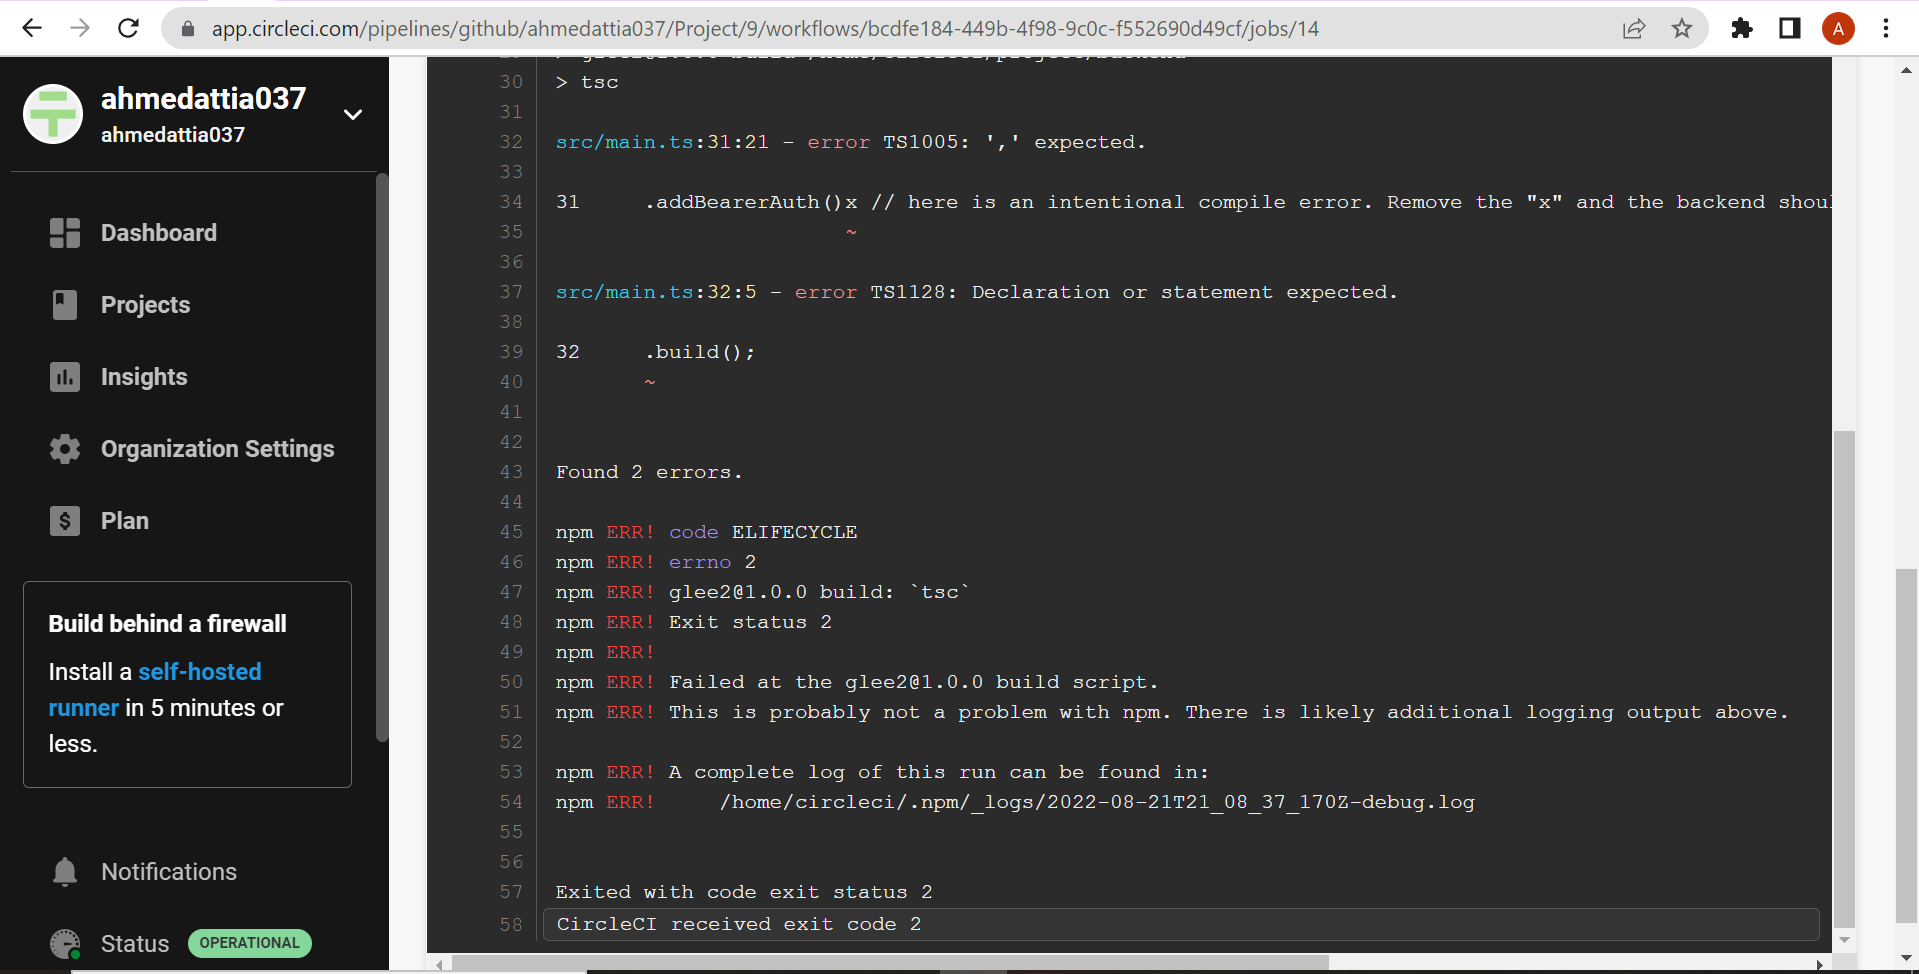 app.circleci.com/pipelines/github/ahmedattia037/Project/9/workflows/bcdfe184-449b-4f98-9c0c-f552690d49cf/jobs/14
A
ahmedattia037
ahmedattia037
Dashboard
Projects
Insights
Organization Settings
Plan
Build behind a firewall
Install a self-hosted
runner in 5 minutes or
less.
Notifications
Status OPERATIONAL
30 > tsc
31
32 src/main.ts:31:21 - error TS1005: ',' expected.
33
34 31 .addBearerAuth()x // here is an intentional compile error. Remove the "x" and the backend shoul
35 ~
36
37 src/main.ts:32:5 - error TS1128: Declaration or statement expected.
38
39 32 .build();
40 ~
41
42
43 Found 2 errors.
44
45 npm ERR! code ELIFECYCLE
46 npm ERR! errno 2
47 npm ERR! glee2@1.0.0 build: `tsc`
48 npm ERR! Exit status 2
49 npm ERR!
50 npm ERR! Failed at the glee2@1.0.0 build script.
51 npm ERR! This is probably not a problem with npm. There is likely additional logging output above.
52
53 npm ERR! A complete log of this run can be found in:
54 npm ERR! /home/circleci/.npm/_logs/2022-08-21T21_08_37_170Z-debug.log
55
56
57 Exited with code exit status 2
58 CircleCI received exit code 2